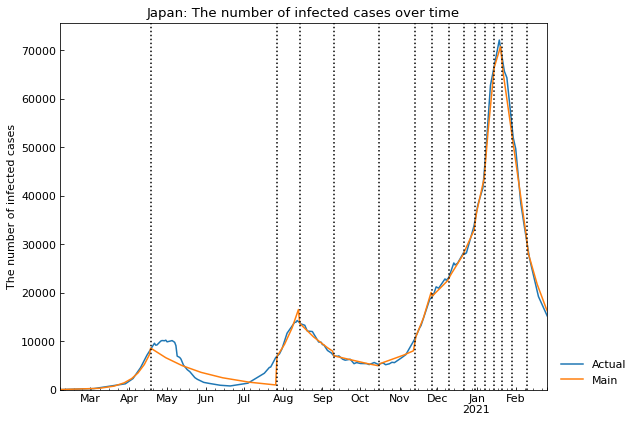 Japan: The number of infected cases over time
The number of infected cases
70000
60000
50000
40000
30000
20000
10000
0
Mar Apr May Jun Jul Aug Sep Oct Nov Dec Jan Feb
2021
Actual
Main